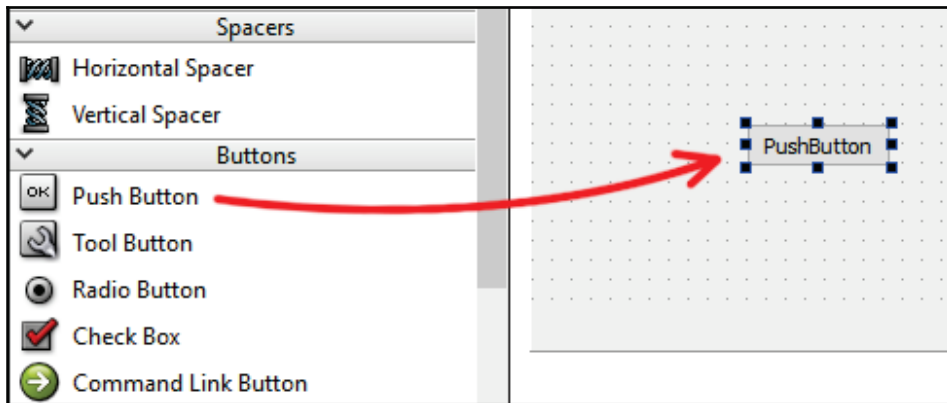 Spacers
Horizontal Spacer
Vertical Spacer
Buttons
OK Push Button
Tool Button
Radio Button
Check Box
Command Link Button
PushButton